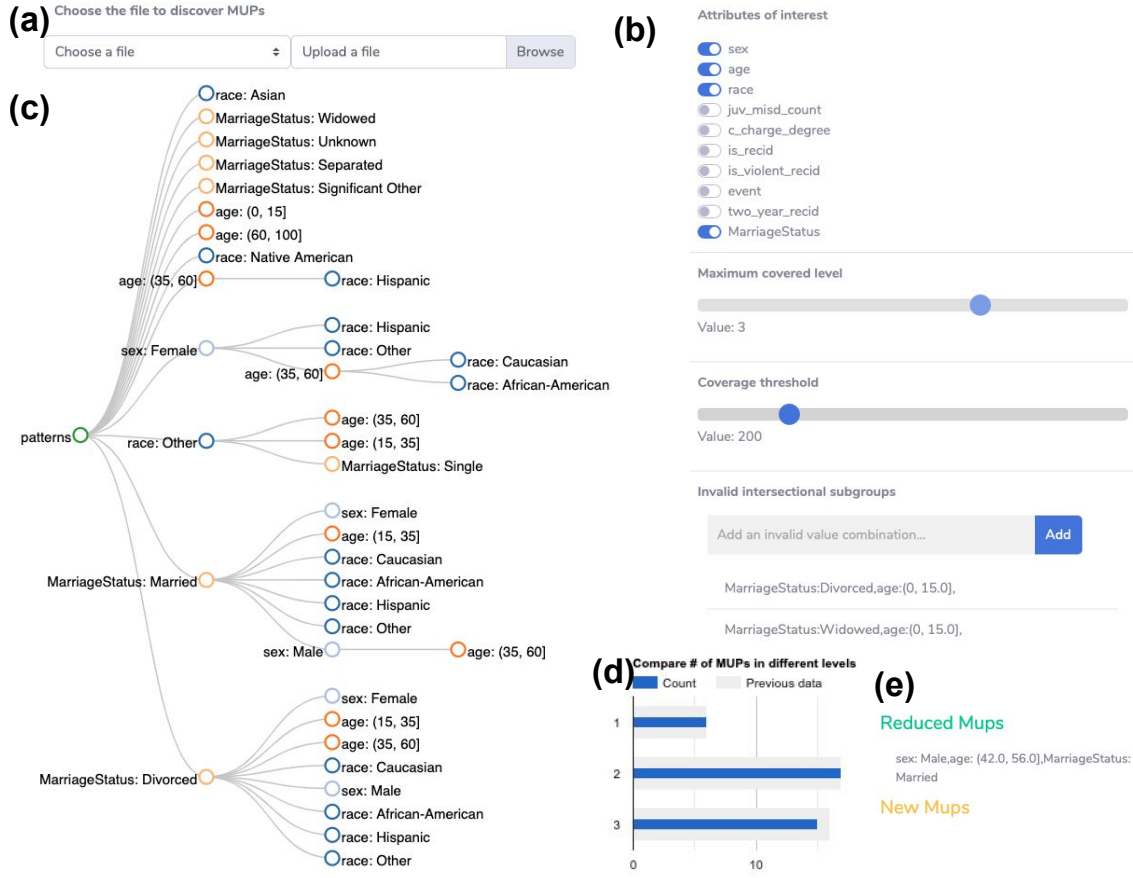 (a)
Choose the file to discover MUPs
Choose a file
Upload a file
Browse
(b)
Attributes of interest
sex
age
race
juv_misd_count
c_charge_degree
is_recid
is_violent_recid
event
two_year_recid
MarriageStatus
Maximum covered level
Value: 3
Coverage threshold
Value: 200
Invalid intersectional subgroups
Add an invalid value combination...
Add
MarriageStatus:Divorced,age:(0, 15.0],
MarriageStatus:Widowed,age:(0, 15.0],
(c)
patterns
race: Asian
MarriageStatus: Widowed
MarriageStatus: Unknown
MarriageStatus: Separated
MarriageStatus: Significant Other
age: (0, 15]
age: (60, 100]
race: Native American
age: (35, 60]
race: Hispanic
sex: Female
race: Hispanic
race: Other
age: (35, 60]
race: Caucasian
race: African-American
race: Other
age: (35, 60]
age: (15, 35]
MarriageStatus: Single
MarriageStatus: Married
sex: Female
age: (15, 35]
race: Caucasian
race: African-American
race: Hispanic
race: Other
sex: Male
age: (35, 60]
MarriageStatus: Divorced
sex: Female
age: (15, 35]
age: (35, 60]
race: Caucasian
sex: Male
race: African-American
race: Hispanic
race: Other
(d)
Compare # of MUPs in different levels
Count
Previous data
1
2
3
0
10
(e)
Reduced Mups
sex: Male,age: (42.0, 56.0],MarriageStatus:
Married
New Mups